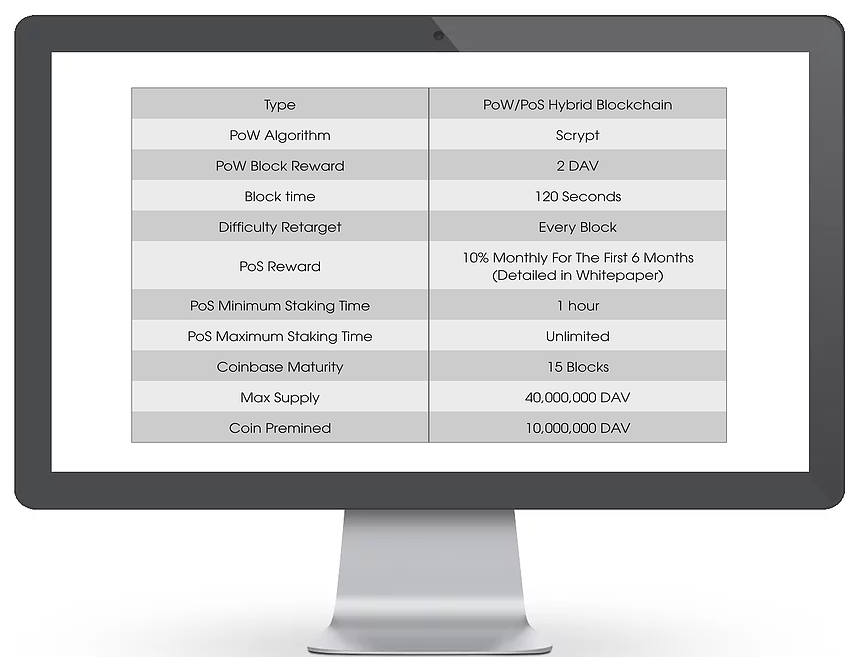 Type PoW/PoS Hybrid Blockchain
PoW Algorithm Scrypt
PoW Block Reward 2 DAV
Block time 120 Seconds
Difficulty Retarget Every Block
PoS Reward 10% Monthly For The First 6 Months
(Detailed in Whitepaper)
PoS Minimum Staking Time 1 hour
PoS Maximum Staking Time Unlimited
Coinbase Maturity 15 Blocks
Max Supply 40,000,000 DAV
Coin Premined 10,000,000 DAV